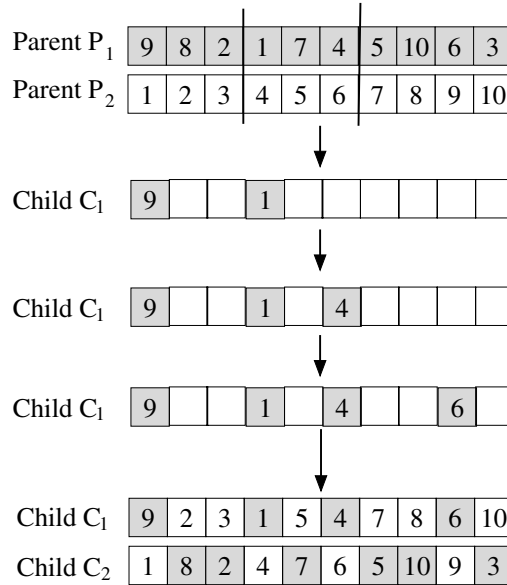 Parent P1 9 8 2 1 7 4 5 10 6 3
Parent P2 1 2 3 4 5 6 7 8 9 10
Child C1 9 1
Child C1 9 1 4
Child C1 9 1 4 6
Child C1 9 2 3 1 5 4 7 8 6 10
Child C2 1 8 2 4 7 6 5 10 9 3